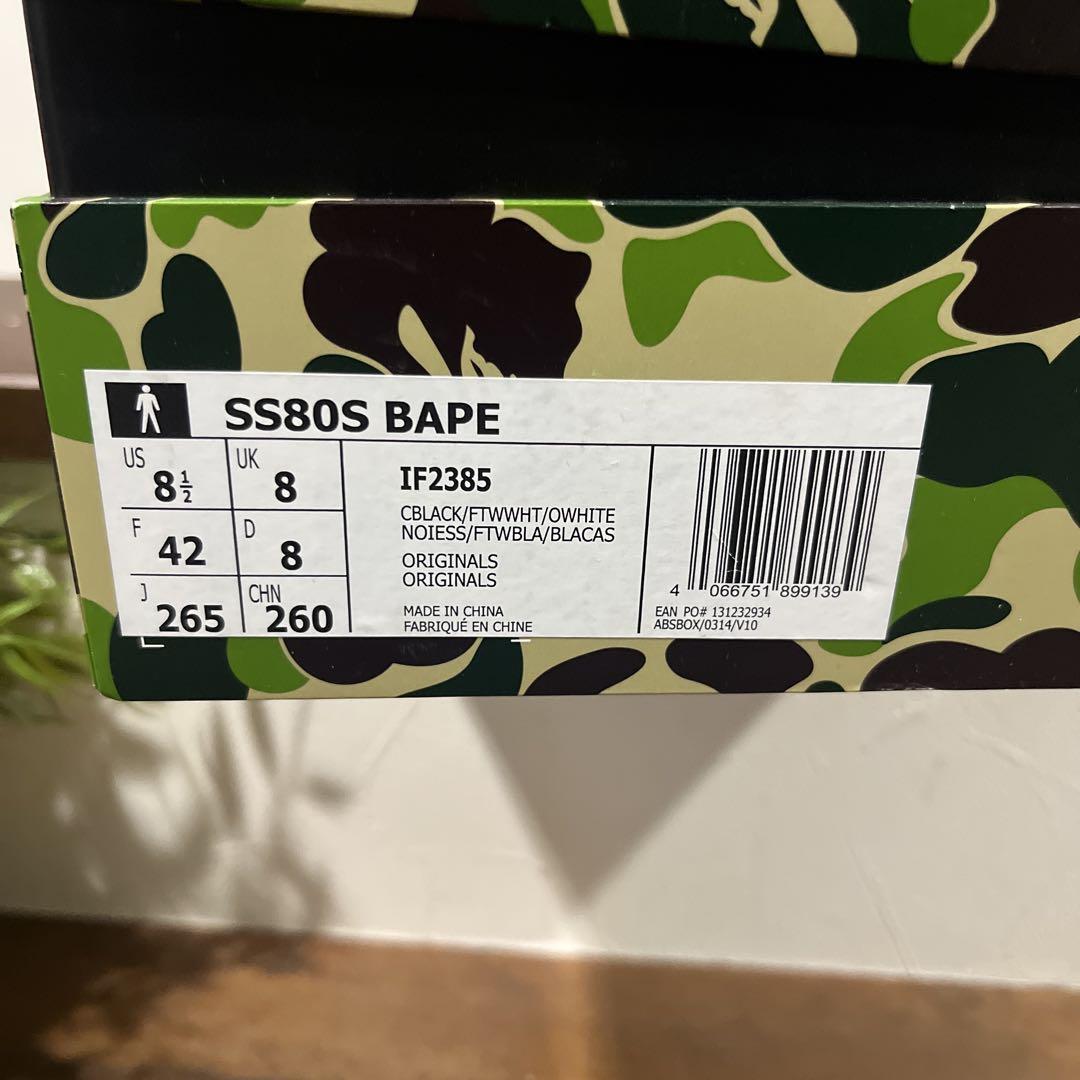 SS80S BAPE
US 8½
UK 8
F 42
D 8
J 265
CHN 260
IF2385
CBLACK/FTWWHT/OWHITE
NOIESS/FTWBLA/BLACAS
ORIGINALS
ORIGINALS
MADE IN CHINA
FABRIQUÉ EN CHINE
4 066751 899139
EAN PO# 131232934
ABSBOX/0314/V10